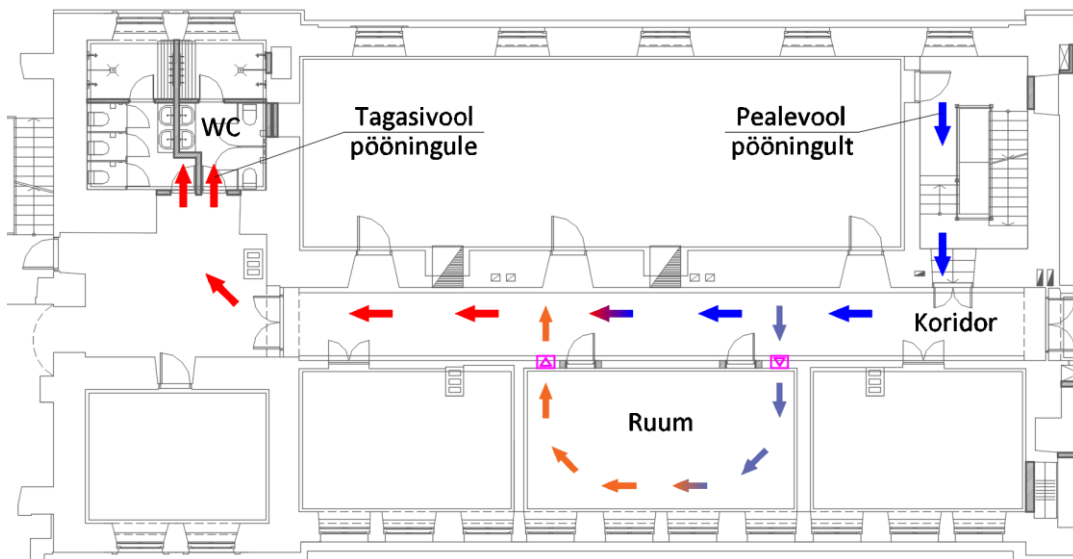 WC
Tagasivool
pööningule
Pealevool
pööningult
Koridor
Ruum